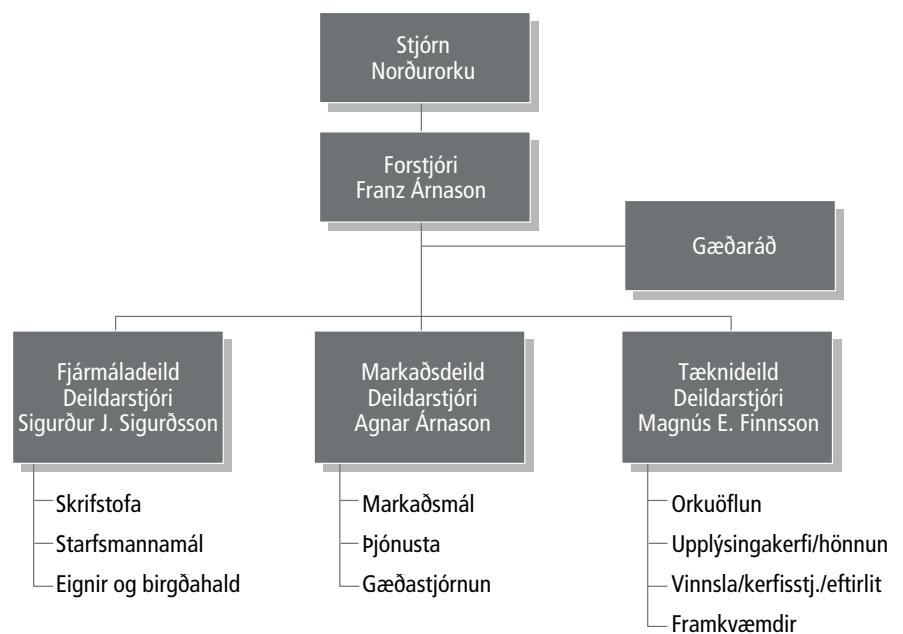 Stjórn
Norðurorku
Forstjóri
Franz Árnason
Gæðaráð
Fjármáladeild
Deildarstjóri
Sigurður J. Sigurðsson
Markaðsdeild
Deildarstjóri
Agnar Árnason
Tæknideild
Deildarstjóri
Magnús E. Finnsson
Skrifstofa
Starfsmannamál
Eignir og birgðahald
Markaðsmál
Þjónusta
Gæðastjórnun
Orkuöflun
Upplýsingakerfi/hönnun
Vinnsla/kerfisstj./eftirlit
Framkvæmdir